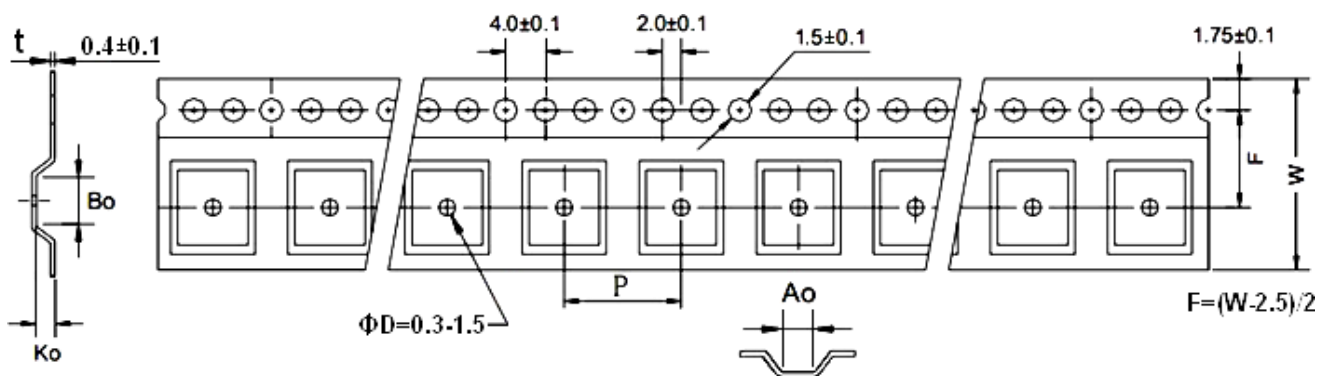 4.0±0.1
2.0±0.1
1.5±0.1
1.75±0.1
t
0.4±0.1
F
W
Bo
P
Ao
F=(W-2.5)/2
ΦD=0.3-1.5
Ko